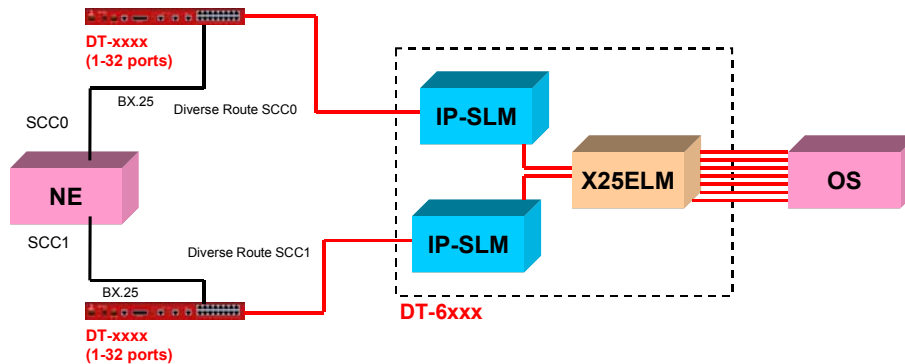 DT-xxxx
(1-32 ports)
BX.25
Diverse Route SCC0
SCC0
IP-SLM
NE
X25ELM
OS
SCC1
Diverse Route SCC1
IP-SLM
BX.25
DT-6xxx
DT-xxxx
(1-32 ports)